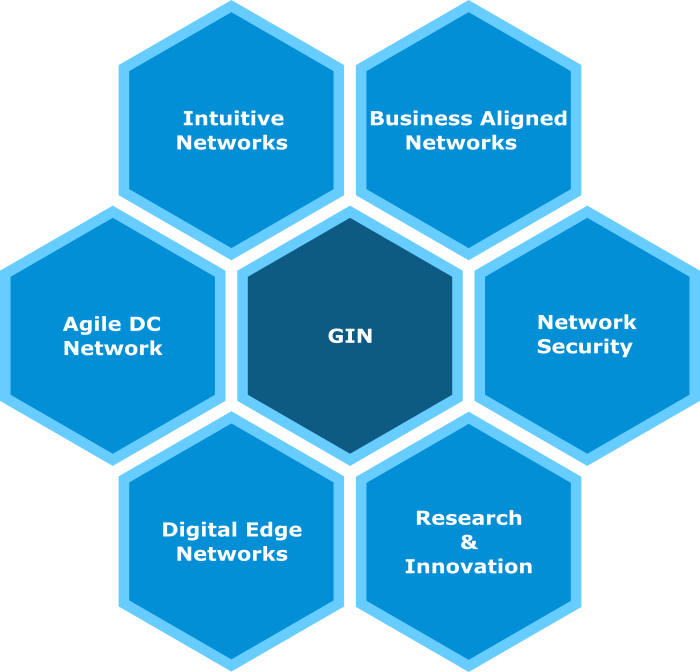 Intuitive
Networks
Business Aligned
Networks
Agile DC
Network
GIN
Network
Security
Digital Edge
Networks
Research
&
Innovation